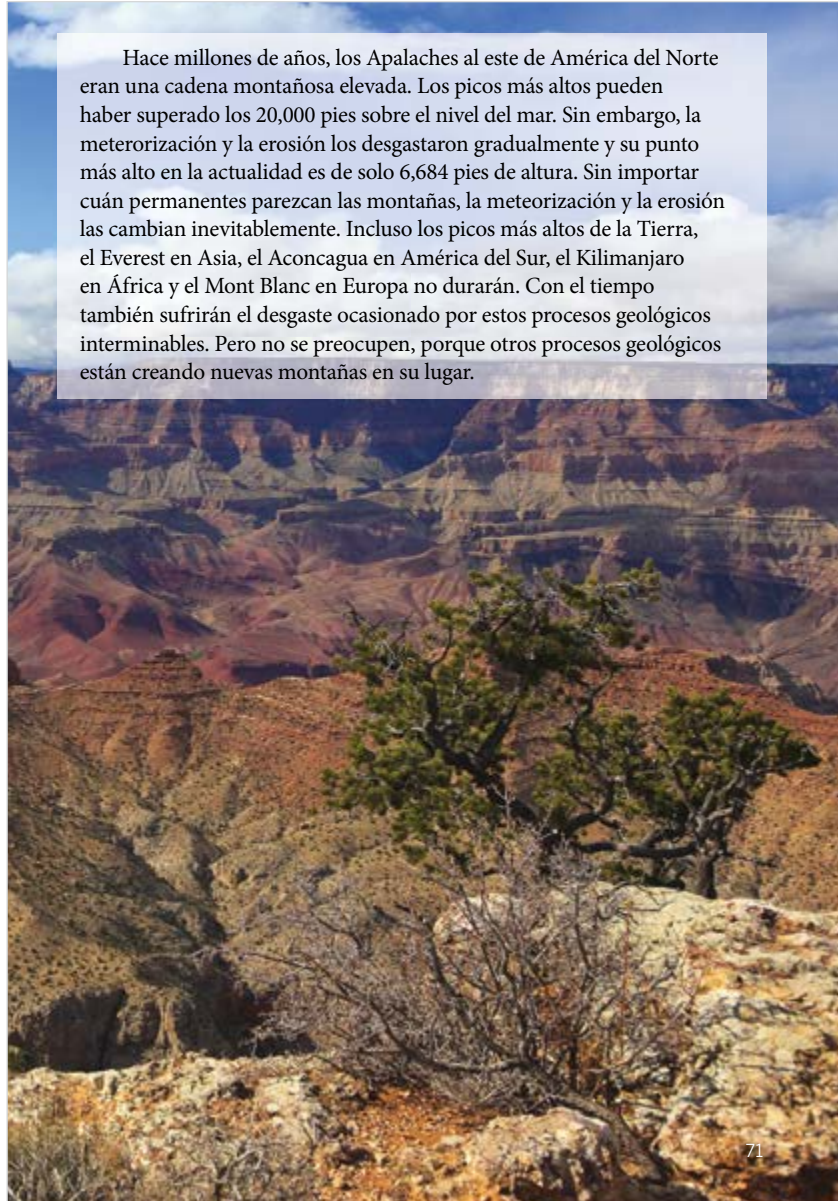 Hace millones de años, los Apalaches al este de América del Norte
eran una cadena montañosa elevada. Los picos más altos pueden
haber superado los 20,000 pies sobre el nivel del mar. Sin embargo, la
meterorización y la erosión los desgastaron gradualmente y su punto
más alto en la actualidad es de solo 6,684 pies de altura. Sin importar
cuán permanentes parezcan las montañas, la meteorización y la erosión
las cambian inevitablemente. Incluso los picos más altos de la Tierra,
el Everest en Asia, el Aconcagua en América del Sur, el Kilimanjaro
en África y el Mont Blanc en Europa no durarán. Con el tiempo
también sufrirán el desgaste ocasionado por estos procesos geológicos
interminables. Pero no se preocupen, porque otros procesos geológicos
están creando nuevas montañas en su lugar.
71